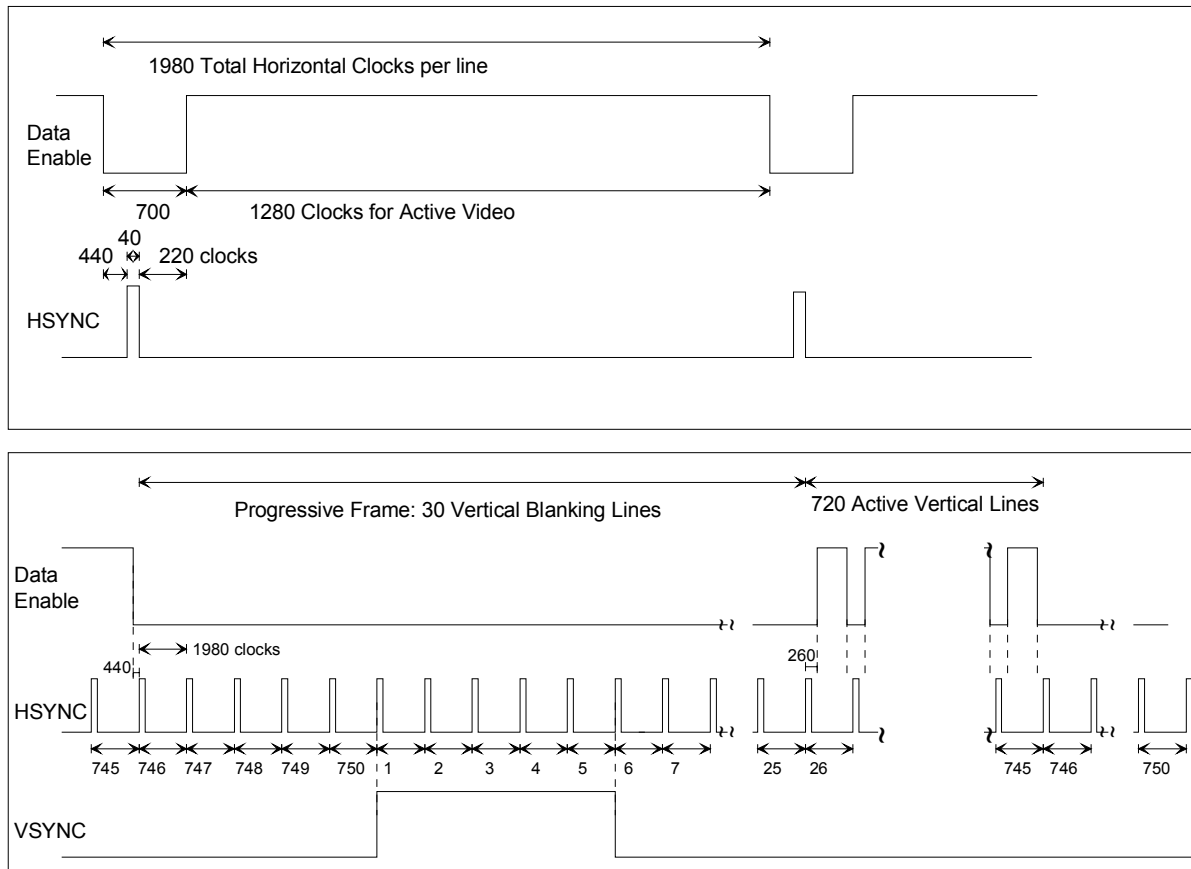 1980 Total Horizontal Clocks per line
Data
Enable
700
1280 Clocks for Active Video
40
440
220 clocks
HSYNC
Progressive Frame: 30 Vertical Blanking Lines
720 Active Vertical Lines
Data
Enable
1980 clocks
440
260
HSYNC
745 746 747 748 749 750 1 2 3 4 5 6 7 25 26 745 746 750
VSYNC